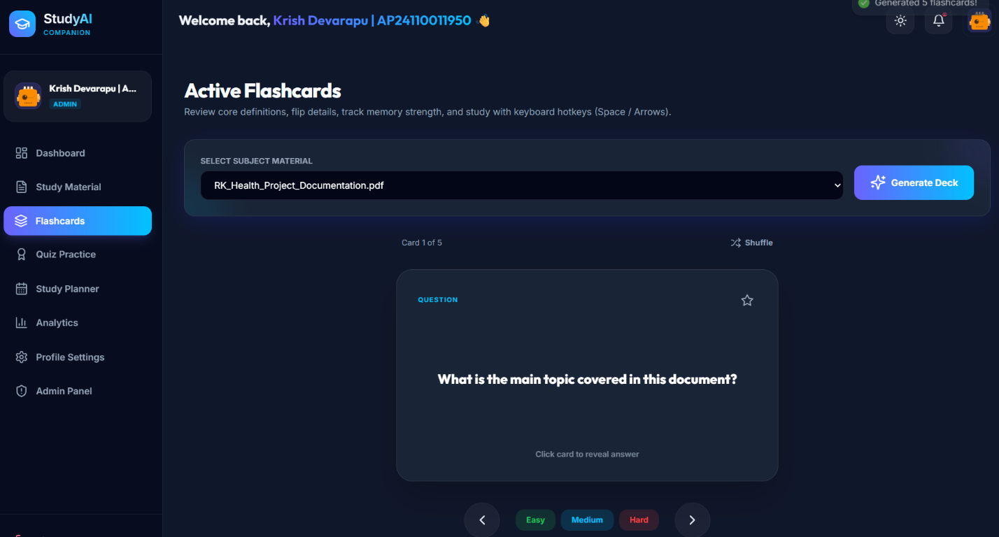 StudyAI
COMPANION
Welcome back, Krish Devarapu | AP24110011950 👋
Generated 5 flashcards!
Krish Devarapu | A...
ADMIN
Dashboard
Study Material
Flashcards
Quiz Practice
Study Planner
Analytics
Profile Settings
Admin Panel
Active Flashcards
Review core definitions, flip details, track memory strength, and study with keyboard hotkeys (Space / Arrows).
SELECT SUBJECT MATERIAL
RK_Health_Project_Documentation.pdf
Generate Deck
Card 1 of 5
Shuffle
QUESTION
What is the main topic covered in this document?
Click card to reveal answer
Easy
Medium
Hard